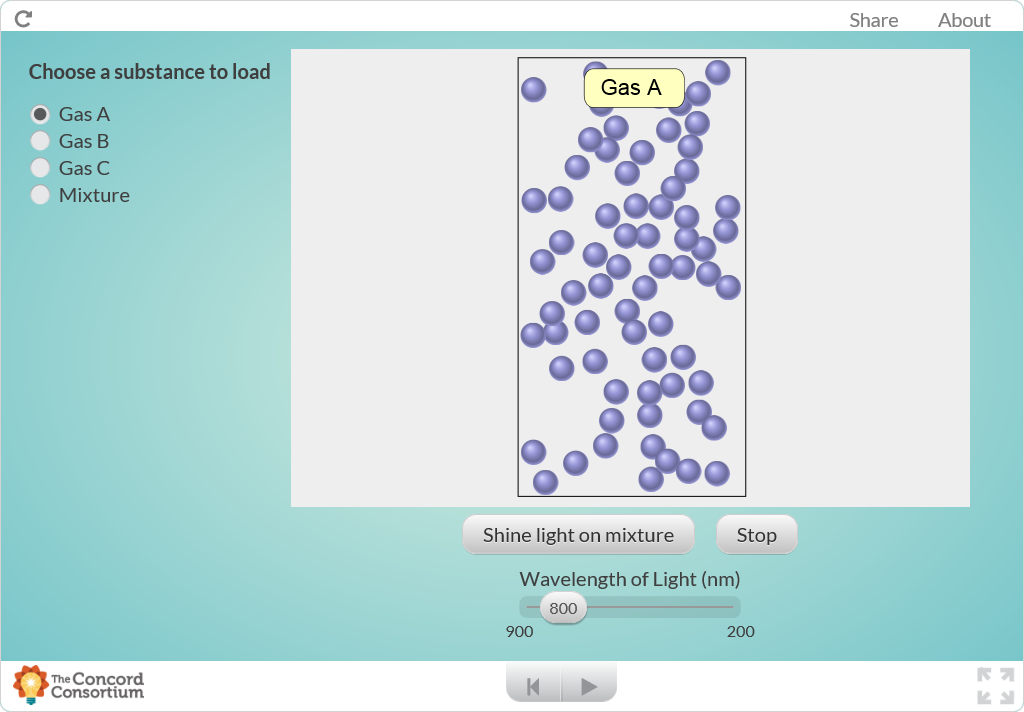 Share About
Choose a substance to load
Gas A
Gas B
Gas C
Mixture
Gas A
Shine light on mixture Stop
Wavelength of Light (nm)
800
900 200
The Concord
Consortium